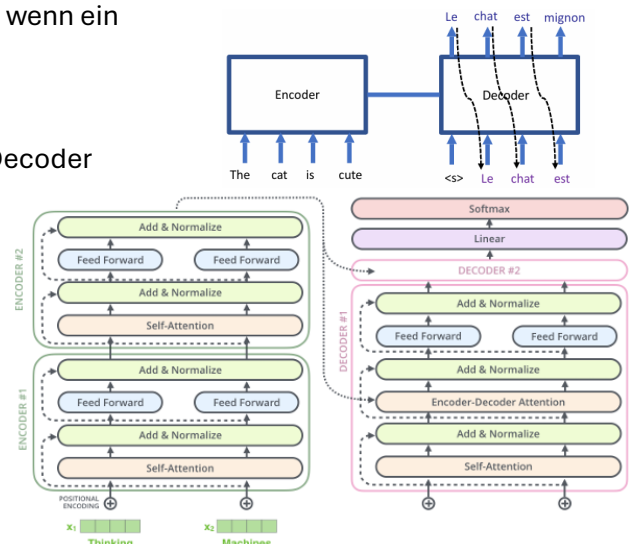 wenn ein
Decoder
Le chat est mignon
Encoder
Decoder
The cat is cute
<s> Le chat est
ENCODER #2
Add & Normalize
Feed Forward Feed Forward
Add & Normalize
Self-Attention
ENCODER #1
Add & Normalize
Feed Forward Feed Forward
Add & Normalize
Self-Attention
POSITIONAL
ENCODING
x1 x2
Thinking Machines
Softmax
Linear
DECODER #2
DECODER #1
Add & Normalize
Feed Forward Feed Forward
Add & Normalize
Encoder-Decoder Attention
Add & Normalize
Self-Attention